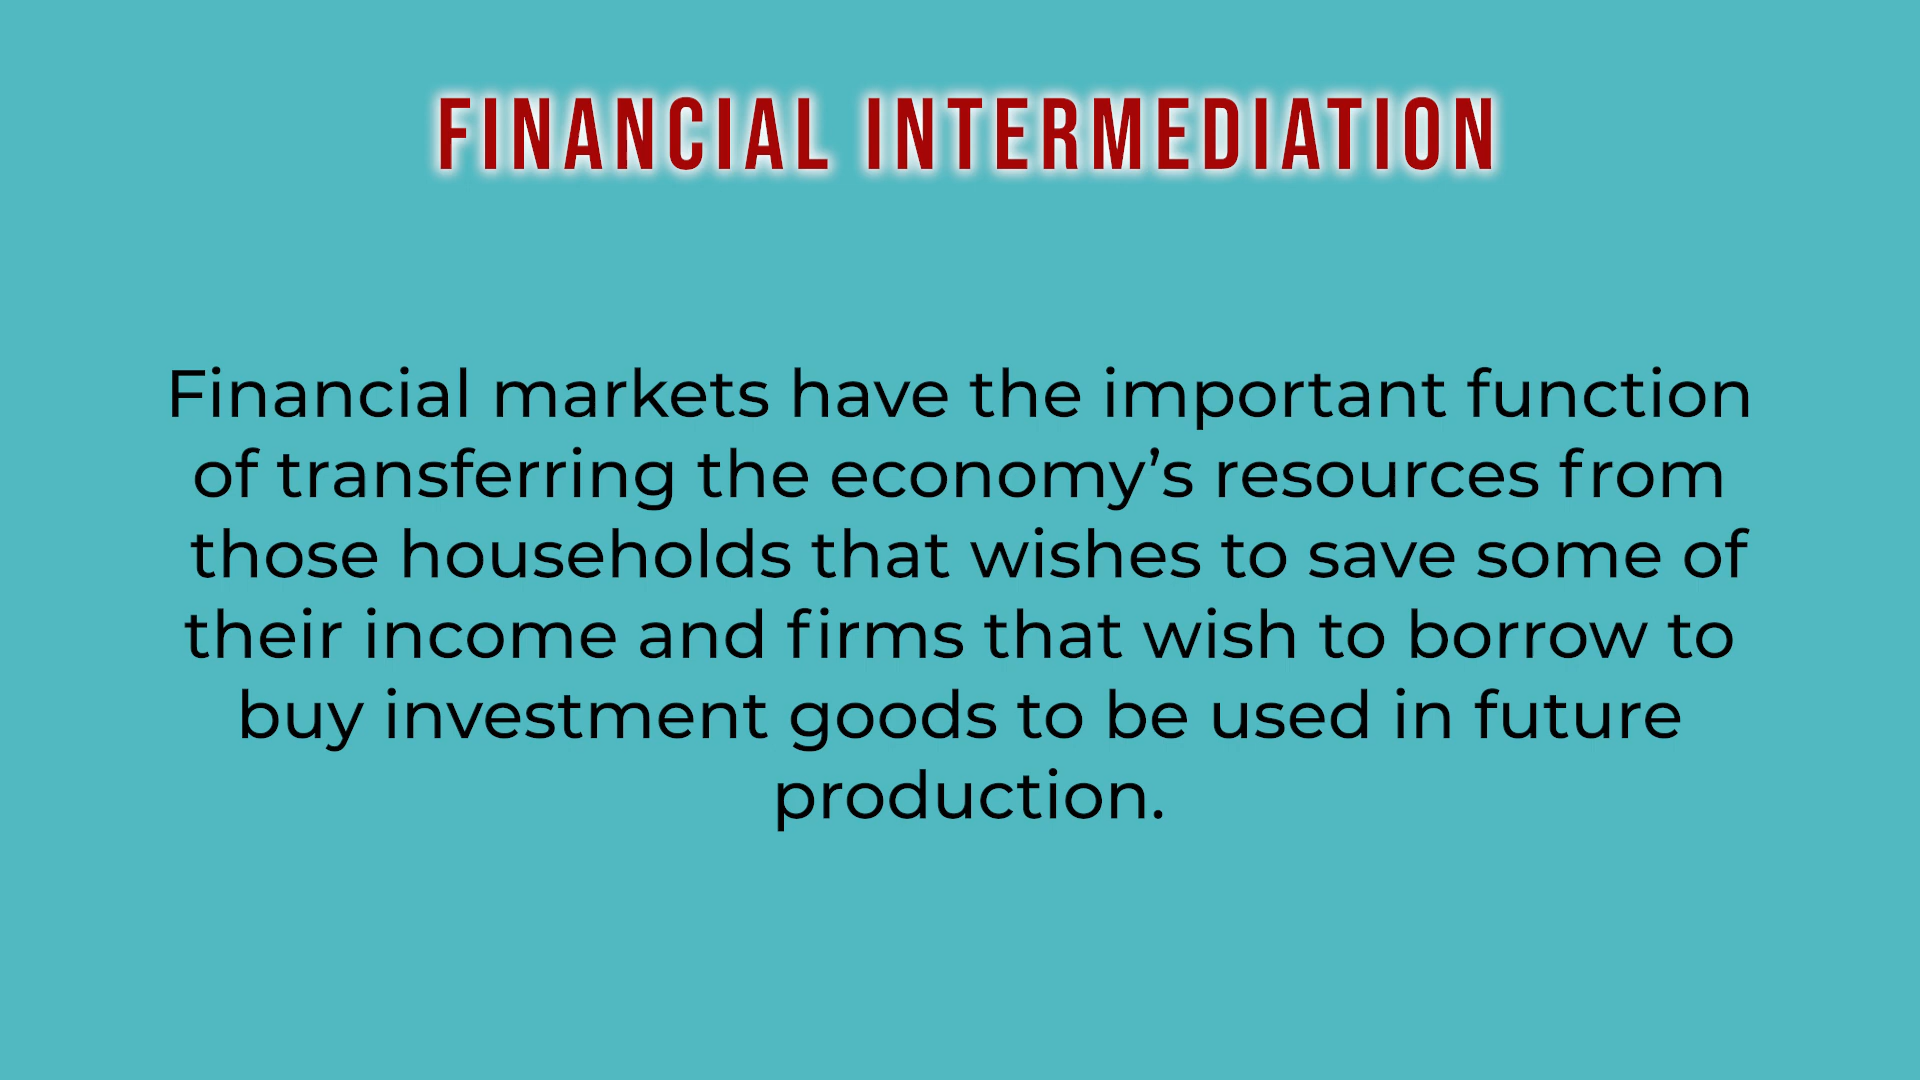 FINANCIAL INTERMEDIATION
Financial markets have the important function
of transferring the economy’s resources from
those households that wishes to save some of
their income and firms that wish to borrow to
buy investment goods to be used in future
production.